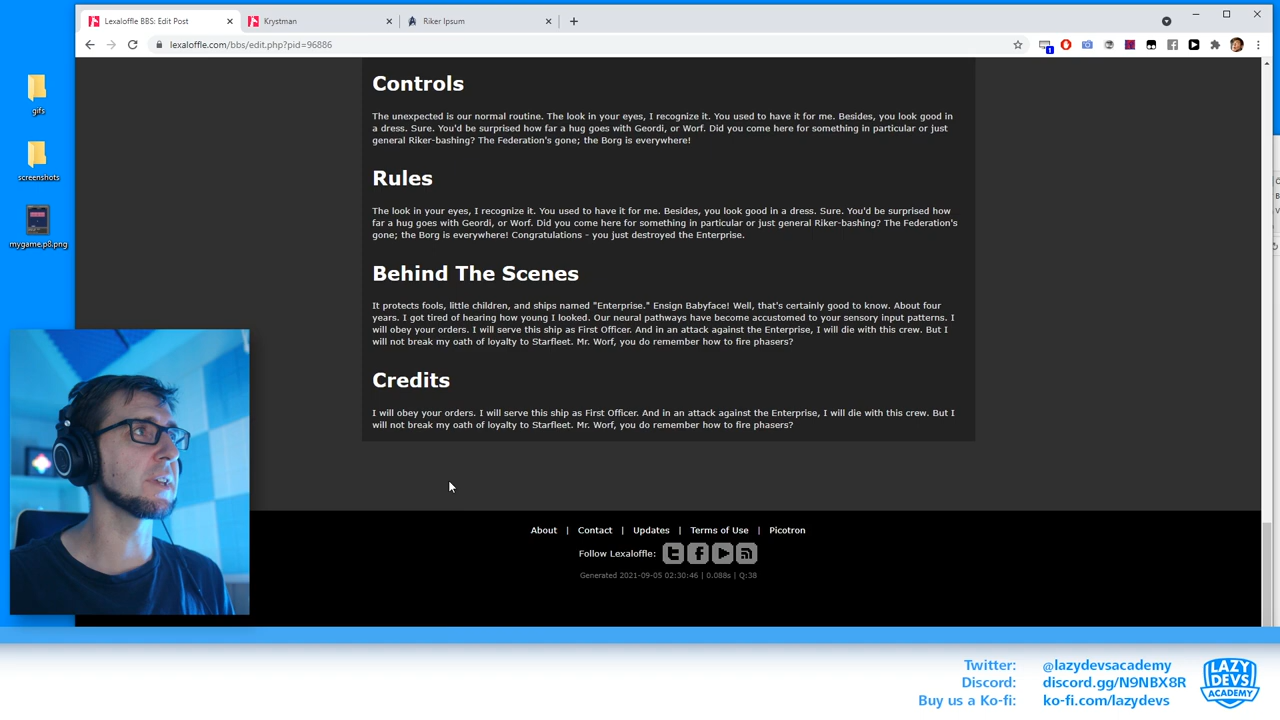 Lexaloffle BBS: Edit Post
Krystman
Riker Ipsum
lexaloffle.com/bbs/edit.php?pid=96886
1
gifs
screenshots
mygame.p8.png
Controls
The unexpected is our normal routine. The look in your eyes, I recognize it. You used to have it for me. Besides, you look good in
a dress. Sure. You'd be surprised how far a hug goes with Geordi, or Worf. Did you come here for something in particular or just
general Riker-bashing? The Federation's gone; the Borg is everywhere!
Rules
The look in your eyes, I recognize it. You used to have it for me. Besides, you look good in a dress. Sure. You'd be surprised how
far a hug goes with Geordi, or Worf. Did you come here for something in particular or just general Riker-bashing? The Federation's
gone; the Borg is everywhere! Congratulations - you just destroyed the Enterprise.
Behind The Scenes
It protects fools, little children, and ships named "Enterprise." Ensign Babyface! Well, that's certainly good to know. About four
years. I got tired of hearing how young I looked. Our neural pathways have become accustomed to your sensory input patterns. I
will obey your orders. I will serve this ship as First Officer. And in an attack against the Enterprise, I will die with this crew. But I
will not break my oath of loyalty to Starfleet. Mr. Worf, you do remember how to fire phasers?
Credits
I will obey your orders. I will serve this ship as First Officer. And in an attack against the Enterprise, I will die with this crew. But I
will not break my oath of loyalty to Starfleet. Mr. Worf, you do remember how to fire phasers?
About | Contact | Updates | Terms of Use | Picotron
Follow Lexaloffle:
Generated 2021-09-05 02:30:46 | 0.088s | Q:38
Twitter: @lazydevsacademy
Discord: discord.gg/N9NBX8R
Buy us a Ko-fi: ko-fi.com/lazydevs
LAZY
DEVS
ACADEMY